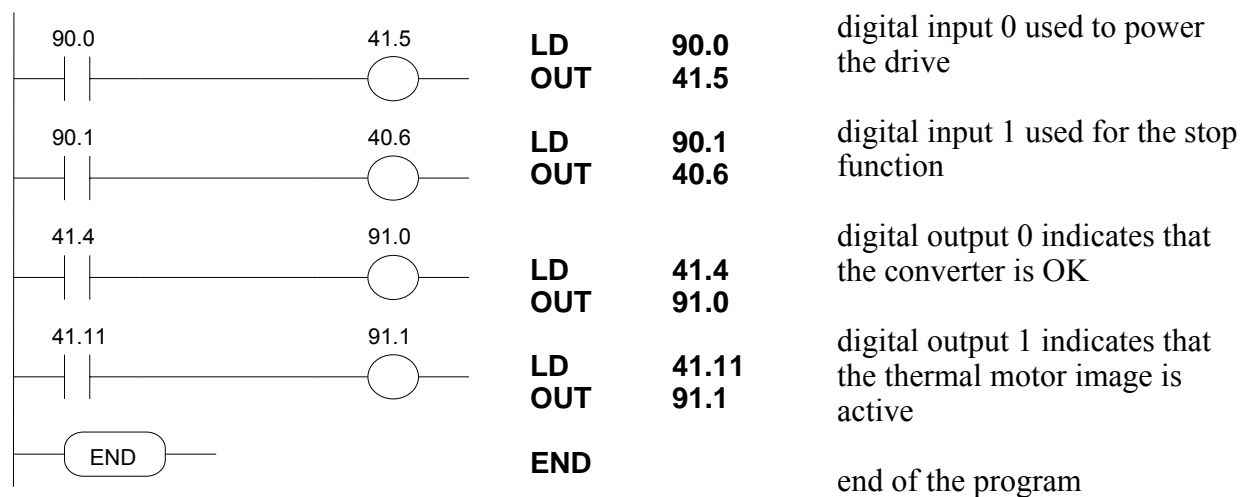 90.0 41.5
LD 90.0
OUT 41.5
digital input 0 used to power
the drive
90.1 40.6
LD 90.1
OUT 40.6
digital input 1 used for the stop
function
41.4 91.0
LD 41.4
OUT 91.0
digital output 0 indicates that
the converter is OK
41.11 91.1
LD 41.11
OUT 91.1
digital output 1 indicates that
the thermal motor image is
active
END
END
end of the program